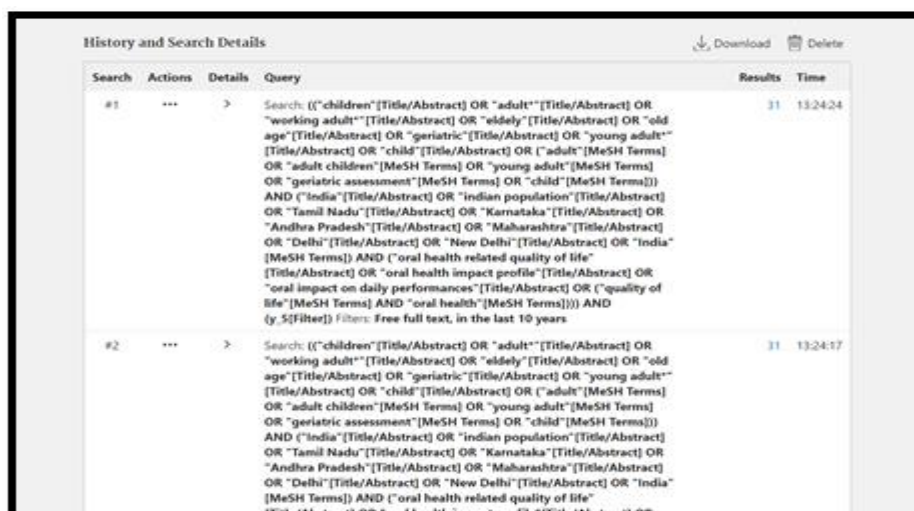 History and Search Details
Download Delete
Search Actions Details Query Results Time
#1 ••• > Search: (("children"[Title/Abstract] OR "adult*"[Title/Abstract] OR 31 13:24:24
"working adult*"[Title/Abstract] OR "eldely"[Title/Abstract] OR "old
age"[Title/Abstract] OR "geriatric"[Title/Abstract] OR "young adult*"
[Title/Abstract] OR "child"[Title/Abstract] OR ("adult"[MeSH Terms]
OR "adult children"[MeSH Terms] OR "young adult"[MeSH Terms]
OR "geriatric assessment"[MeSH Terms] OR "child"[MeSH Terms]))
AND ("India"[Title/Abstract] OR "indian population"[Title/Abstract]
OR "Tamil Nadu"[Title/Abstract] OR "Karnataka"[Title/Abstract] OR
"Andhra Pradesh"[Title/Abstract] OR "Maharashtra"[Title/Abstract]
OR "Delhi"[Title/Abstract] OR "New Delhi"[Title/Abstract] OR "India"
[MeSH Terms]) AND ("oral health related quality of life"
[Title/Abstract] OR "oral health impact profile"[Title/Abstract] OR
"oral impact on daily performances"[Title/Abstract] OR ("quality of
life"[MeSH Terms] AND "oral health"[MeSH Terms]))) AND
(y_5[Filter]) Filters: Free full text, in the last 10 years
#2 ••• > Search: (("children"[Title/Abstract] OR "adult*"[Title/Abstract] OR 31 13:24:17
"working adult*"[Title/Abstract] OR "eldely"[Title/Abstract] OR "old
age"[Title/Abstract] OR "geriatric"[Title/Abstract] OR "young adult*"
[Title/Abstract] OR "child"[Title/Abstract] OR ("adult"[MeSH Terms]
OR "adult children"[MeSH Terms] OR "young adult"[MeSH Terms]
OR "geriatric assessment"[MeSH Terms] OR "child"[MeSH Terms]))
AND ("India"[Title/Abstract] OR "indian population"[Title/Abstract]
OR "Tamil Nadu"[Title/Abstract] OR "Karnataka"[Title/Abstract] OR
"Andhra Pradesh"[Title/Abstract] OR "Maharashtra"[Title/Abstract]
OR "Delhi"[Title/Abstract] OR "New Delhi"[Title/Abstract] OR "India"
[MeSH Terms]) AND ("oral health related quality of life"